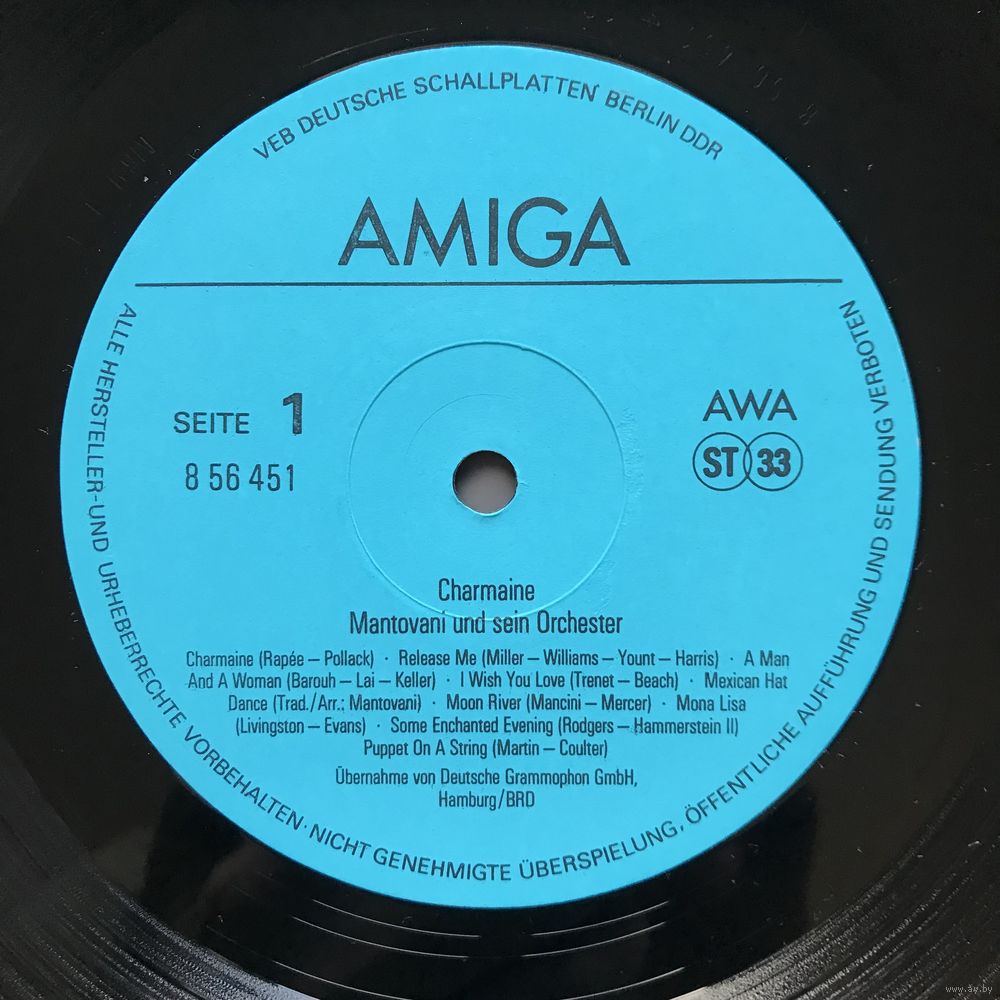 VEB DEUTSCHE SCHALLPLATTEN BERLIN DDR
AMIGA
SEITE 1
8 56 451
AWA
ST 33
Charmaine
Mantovani und sein Orchester
Charmaine (Rapée – Pollack) · Release Me (Miller – Williams – Yount – Harris) · A Man
And A Woman (Barouh – Lai – Keller) · I Wish You Love (Trenet – Beach) · Mexican Hat
Dance (Trad./Arr.: Mantovani) · Moon River (Mancini – Mercer) · Mona Lisa
(Livingston – Evans) · Some Enchanted Evening (Rodgers – Hammerstein II)
Puppet On A String (Martin – Coulter)
Übernahme von Deutsche Grammophon GmbH,
Hamburg/BRD
ALLE HERSTELLER-UND URHEBERRECHTE VORBEHALTEN · NICHT GENEHMIGTE ÜBERSPIELUNG, ÖFFENTLICHE AUFFÜHRUNG UND SENDUNG VERBOTEN
www.ay.by